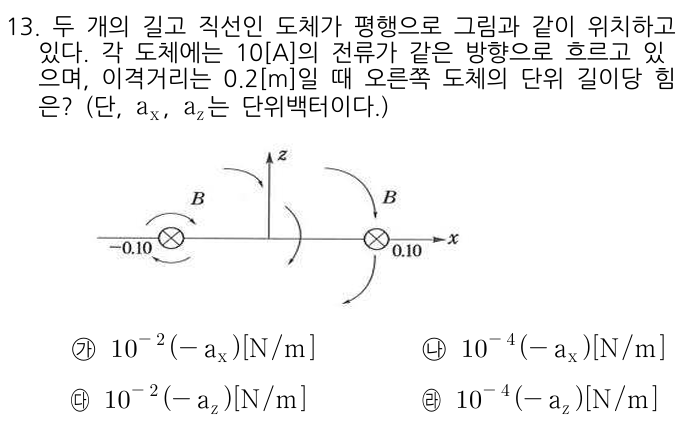 13. 두 개의 길고 직선인 도체가 평행으로 그림과 같이 위치하고
있다. 각 도체에는 10[A]의 전류가 같은 방향으로 흐르고 있
으며, 이격거리는 0.2[m]일 때 오른쪽 도체의 단위 길이당 힘
은? (단, aₓ, a_z는 단위백터이다.)
z
B
B
−0.10
0.10
x
㉮ 10⁻²(−aₓ)[N/m]
㉯ 10⁻⁴(−aₓ)[N/m]
㉰ 10⁻²(−a_z)[N/m]
㉱ 10⁻⁴(−a_z)[N/m]